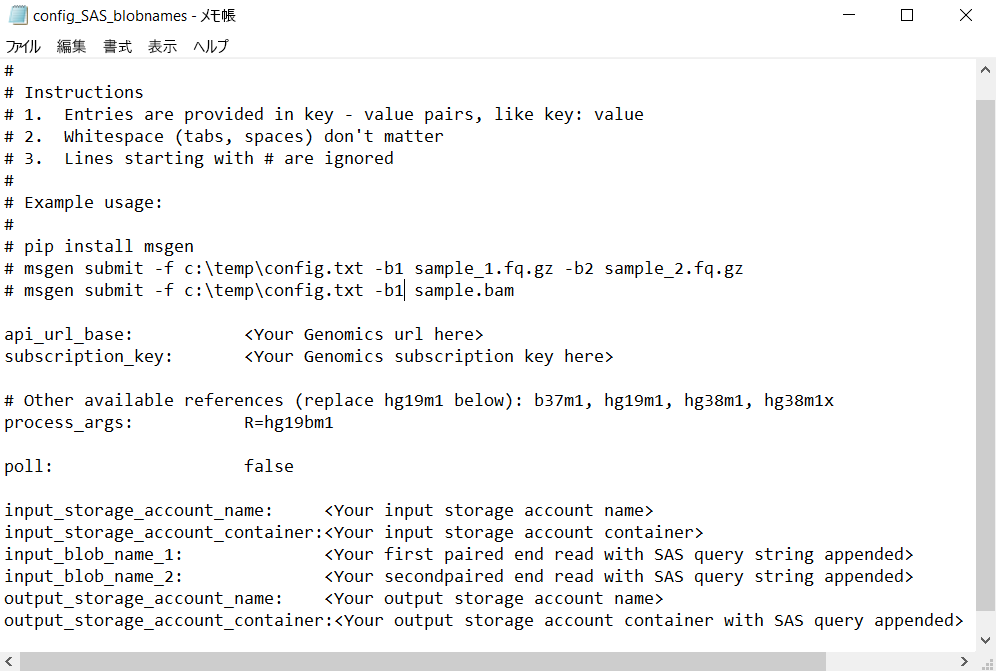 config_SAS_blobnames - メモ帳
ファイル 編集 書式 表示 ヘルプ
#
# Instructions
# 1.  Entries are provided in key - value pairs, like key: value
# 2.  Whitespace (tabs, spaces) don't matter
# 3.  Lines starting with # are ignored
#
# Example usage:
#
# pip install msgen
# msgen submit -f c:\temp\config.txt -b1 sample_1.fq.gz -b2 sample_2.fq.gz
# msgen submit -f c:\temp\config.txt -b1 sample.bam
api_url_base:           <Your Genomics url here>
subscription_key:       <Your Genomics subscription key here>
# Other available references (replace hg19m1 below): b37m1, hg19m1, hg38m1, hg38m1x
process_args:           R=hg19bm1
poll:                   false
input_storage_account_name:     <Your input storage account name>
input_storage_account_container:<Your input storage account container>
input_blob_name_1:              <Your first paired end read with SAS query string appended>
input_blob_name_2:              <Your secondpaired end read with SAS query string appended>
output_storage_account_name:    <Your output storage account name>
output_storage_account_container:<Your output storage account container with SAS query appended>